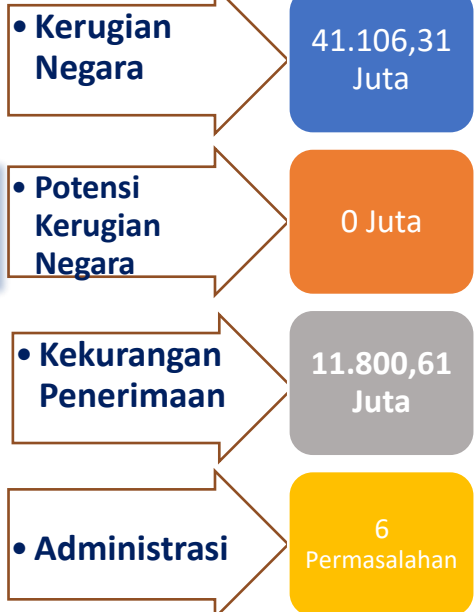 • Kerugian
Negara
41.106,31
Juta
• Potensi
Kerugian
Negara
0 Juta
• Kekurangan
Penerimaan
11.800,61
Juta
• Administrasi
6
Permasalahan